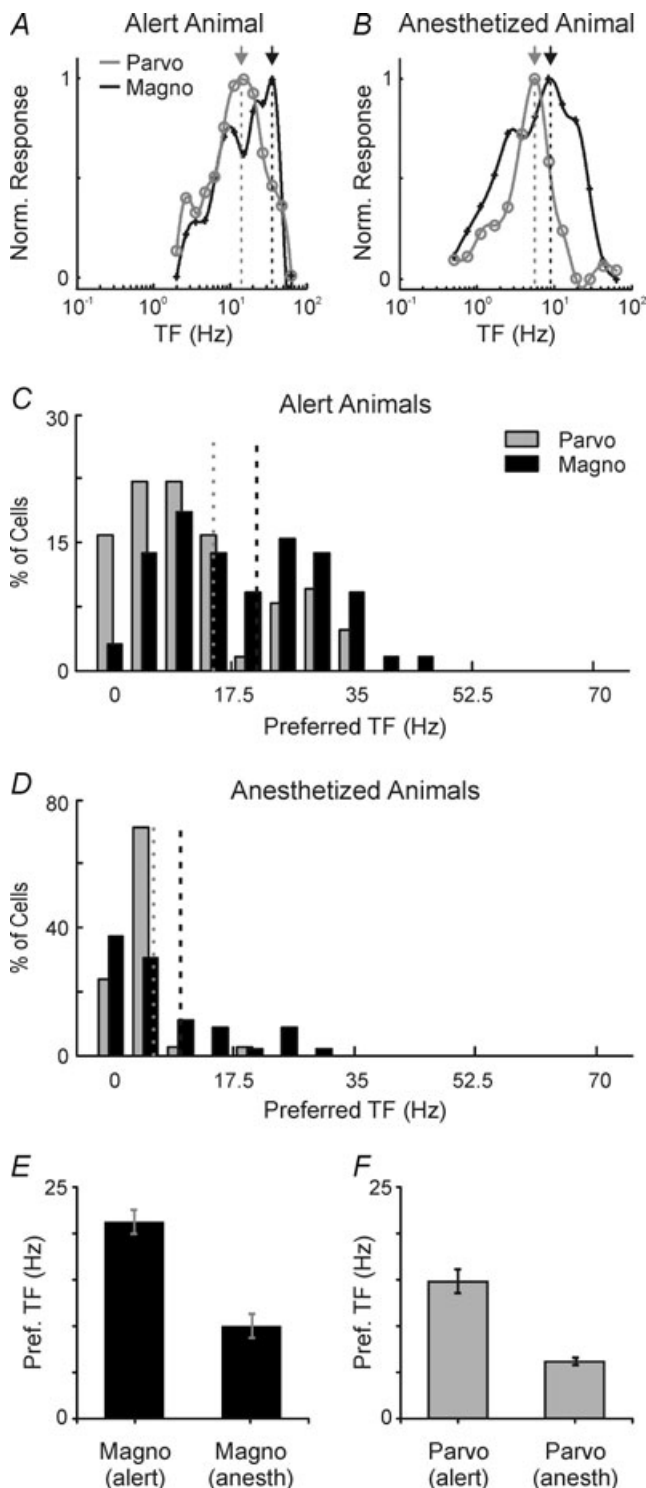 A Alert Animal
Parvo
Magno
Norm. Response
1
0
10-1 100 101 102
TF (Hz)
B Anesthetized Animal
Norm. Response
1
0
10-1 100 101 102
TF (Hz)
C Alert Animals
Parvo
Magno
% of Cells
30
15
0
0 17.5 35 52.5 70
Preferred TF (Hz)
D Anesthetized Animals
% of Cells
80
40
0
0 17.5 35 52.5 70
Preferred TF (Hz)
E
Pref. TF (Hz)
25
0
Magno Magno
(alert) (anesth)
F
Pref. TF (Hz)
25
0
Parvo Parvo
(alert) (anesth)